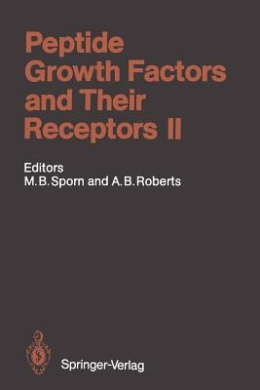 Peptide
Growth Factors
and Their
Receptors II
Editors
M.B.Sporn and A.B.Roberts
Springer-Verlag